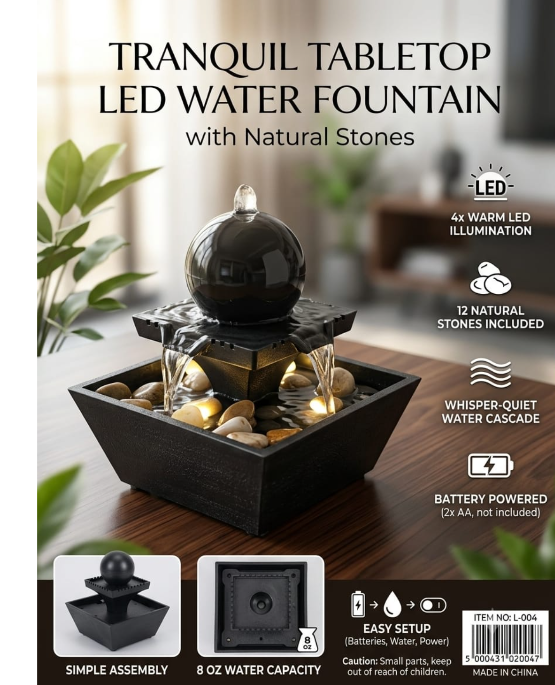 TRANQUIL TABLETOP
LED WATER FOUNTAIN
with Natural Stones
LED
4x WARM LED
ILLUMINATION
12 NATURAL
STONES INCLUDED
WHISPER-QUIET
WATER CASCADE
BATTERY POWERED
(2x AA, not included)
SIMPLE ASSEMBLY
8
OZ
8 OZ WATER CAPACITY
EASY SETUP
(Batteries, Water, Power)
Caution: Small parts, keep
out of reach of children.
ITEM NO: L-004
5 000431 020047
MADE IN CHINA